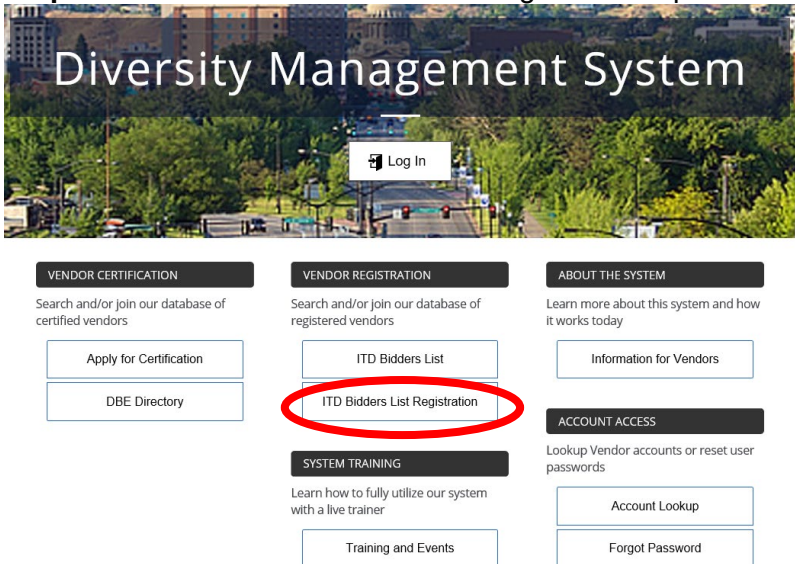 Diversity Management System
Log In
VENDOR CERTIFICATION
Search and/or join our database of
certified vendors
Apply for Certification
DBE Directory
VENDOR REGISTRATION
Search and/or join our database of
registered vendors
ITD Bidders List
ITD Bidders List Registration
SYSTEM TRAINING
Learn how to fully utilize our system
with a live trainer
Training and Events
ABOUT THE SYSTEM
Learn more about this system and how
it works today
Information for Vendors
ACCOUNT ACCESS
Lookup Vendor accounts or reset user
passwords
Account Lookup
Forgot Password